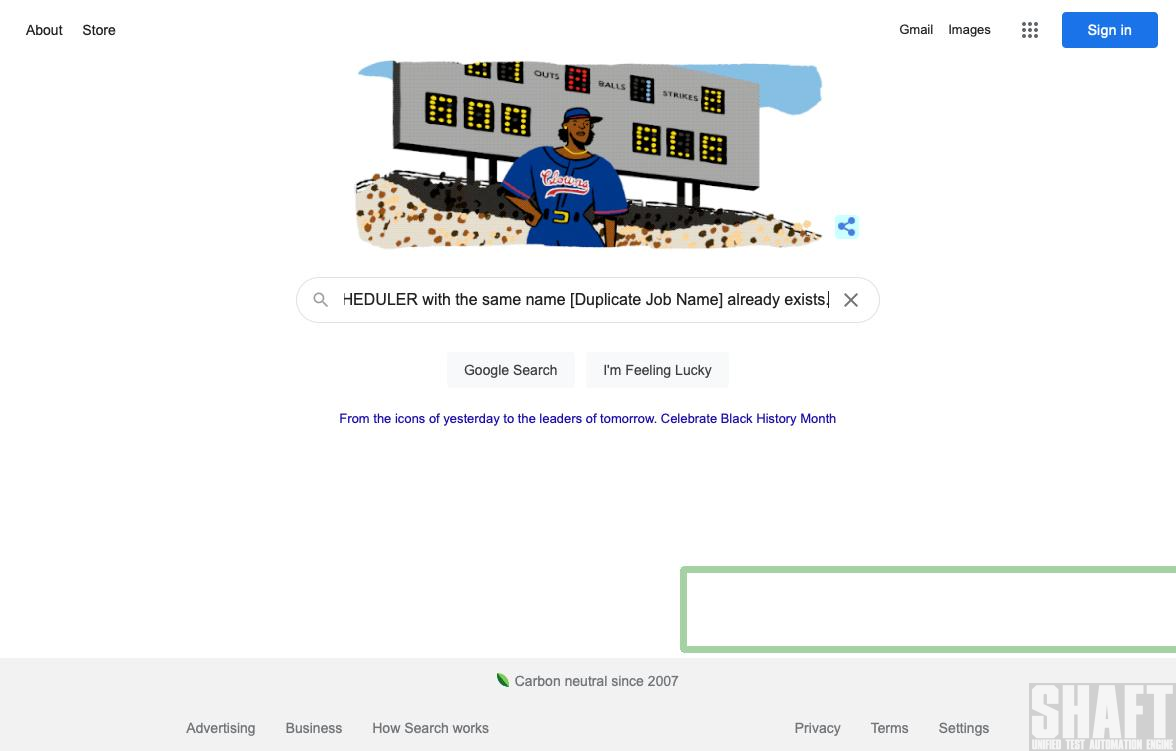 About Store
Gmail Images
Sign in
OUTS
BALLS
STRIKES
Clowns
HEDULER with the same name [Duplicate Job Name] already exists.
Google Search I'm Feeling Lucky
From the icons of yesterday to the leaders of tomorrow. Celebrate Black History Month
Carbon neutral since 2007
Advertising Business How Search works
Privacy Terms Settings
SHAFT
UNIFIED TEST AUTOMATION ENGINE